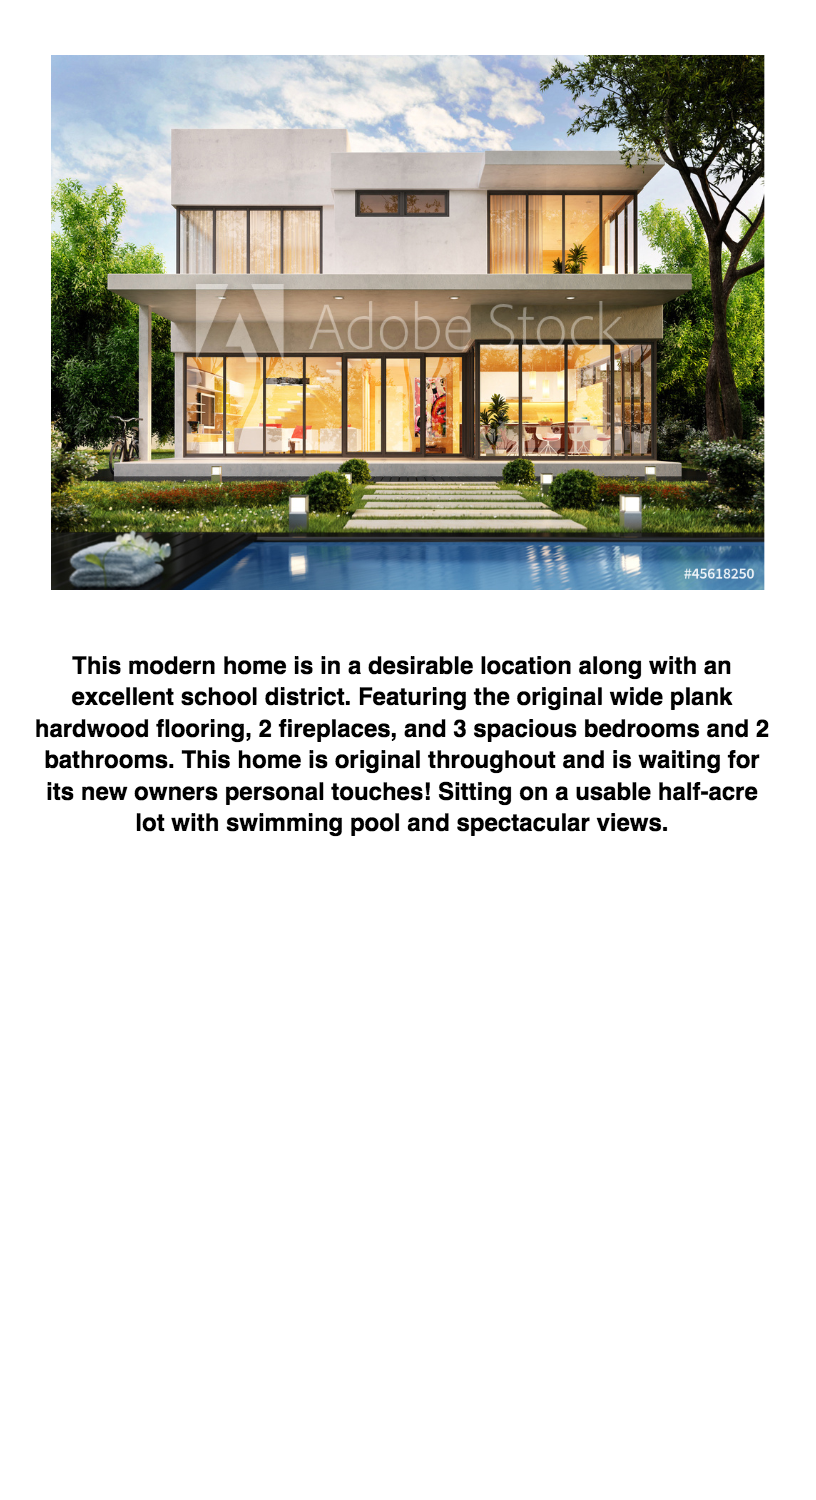 Adobe Stock
#45618250
This modern home is in a desirable location along with an
excellent school district. Featuring the original wide plank
hardwood flooring, 2 fireplaces, and 3 spacious bedrooms and 2
bathrooms. This home is original throughout and is waiting for
its new owners personal touches! Sitting on a usable half-acre
lot with swimming pool and spectacular views.